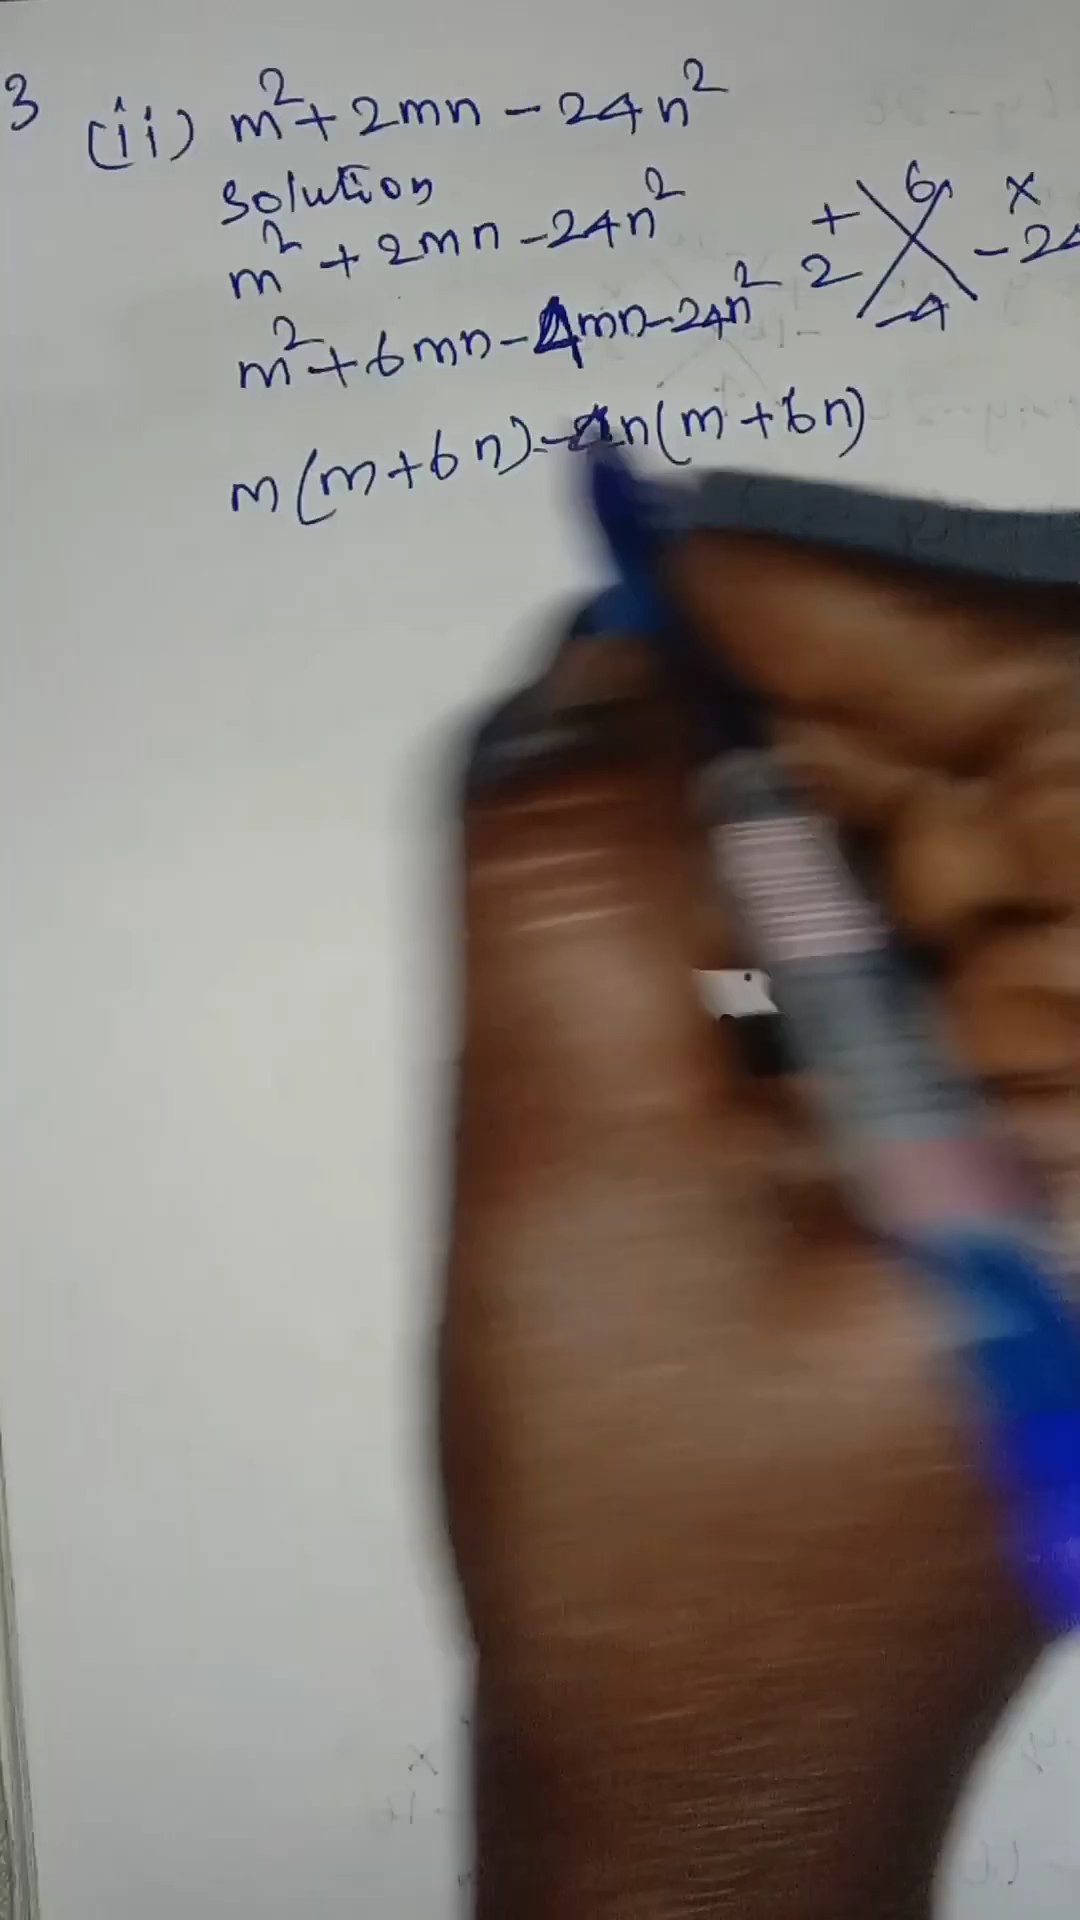 3 (ii) m²+2mn-24n²
Solution
m²+2mn-24n²
+ 6 ×
2 -24
-4
m²+6mn-4mn-24n²
m(m+6n)-4n(m+6n)